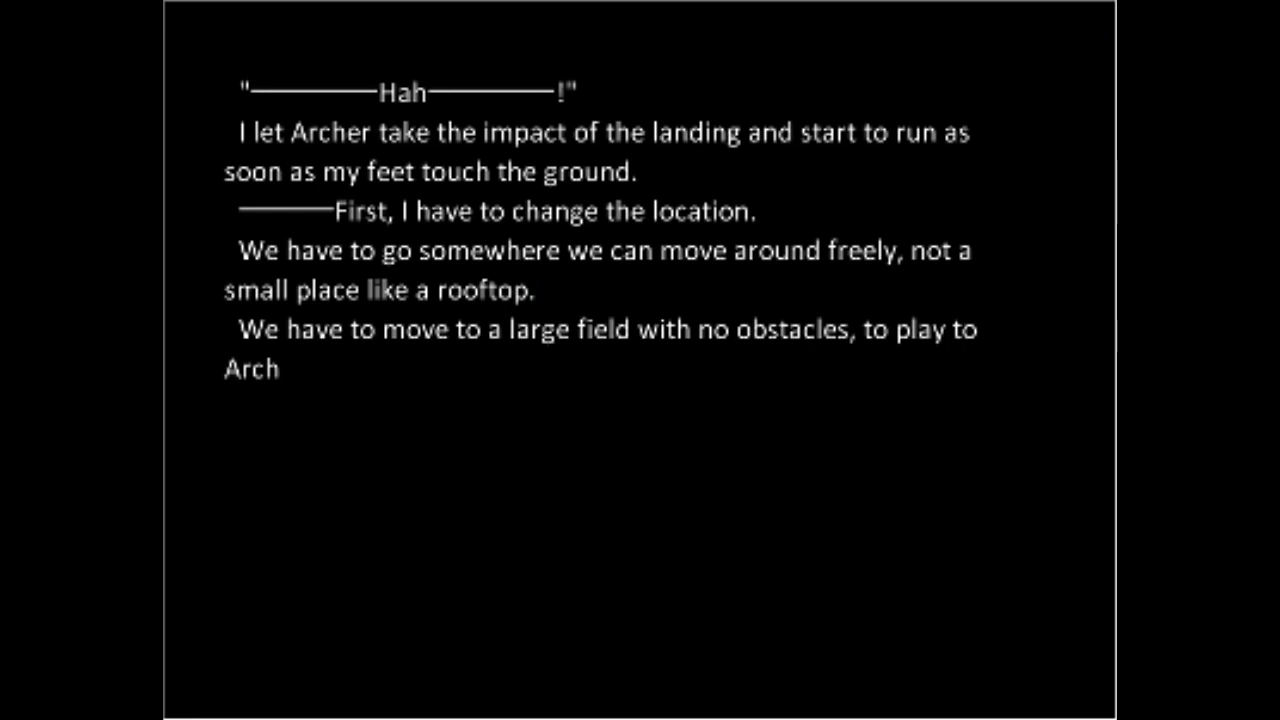 "————Hah————!"
I let Archer take the impact of the landing and start to run as
soon as my feet touch the ground.
———First, I have to change the location.
We have to go somewhere we can move around freely, not a
small place like a rooftop.
We have to move to a large field with no obstacles, to play to
Arch